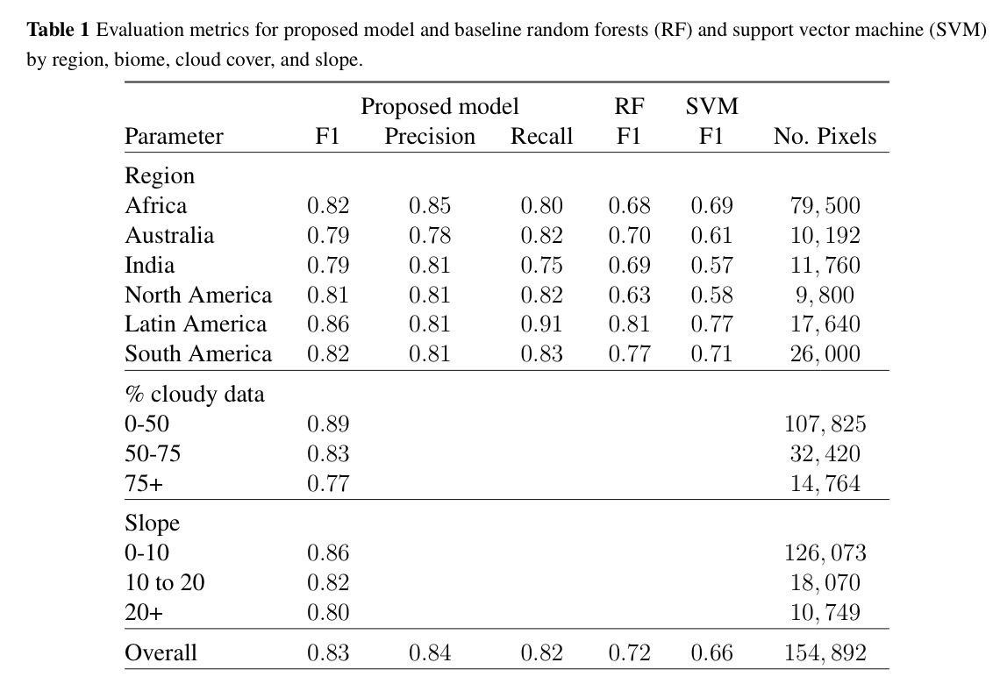 Table 1 Evaluation metrics for proposed model and baseline random forests (RF) and support vector machine (SVM)
by region, biome, cloud cover, and slope.
Proposed model RF SVM
Parameter F1 Precision Recall F1 F1 No. Pixels
Region
Africa 0.82 0.85 0.80 0.68 0.69 79, 500
Australia 0.79 0.78 0.82 0.70 0.61 10, 192
India 0.79 0.81 0.75 0.69 0.57 11, 760
North America 0.81 0.81 0.82 0.63 0.58 9, 800
Latin America 0.86 0.81 0.91 0.81 0.77 17, 640
South America 0.82 0.81 0.83 0.77 0.71 26, 000
% cloudy data
0-50 0.89 107, 825
50-75 0.83 32, 420
75+ 0.77 14, 764
Slope
0-10 0.86 126, 073
10 to 20 0.82 18, 070
20+ 0.80 10, 749
Overall 0.83 0.84 0.82 0.72 0.66 154, 892